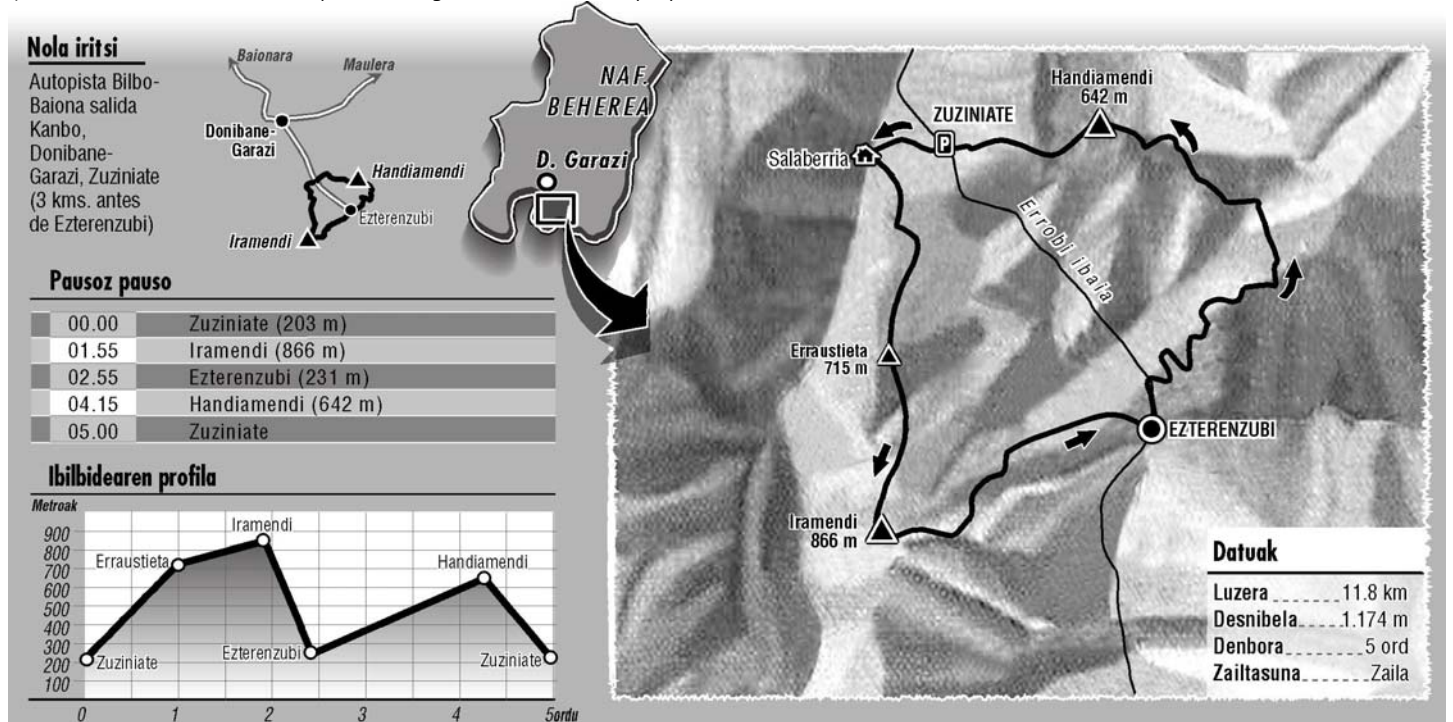 Nola iritsi
Autopista Bilbo-
Baiona salida
Kanbo,
Donibane-
Garazi, Zuziniate
(3 kms. antes
de Ezterenzubi)
Baionara
Maulera
Donibane-
Garazi
Handiamendi
Ezterenzubi
Iramendi
NAF.
BEHEREA
D. Garazi
Pausoz pauso
00.00 Zuziniate (203 m)
01.55 Iramendi (866 m)
02.55 Ezterenzubi (231 m)
04.15 Handiamendi (642 m)
05.00 Zuziniate
Ibilbidearen profila
Metroak
900
800
700
600
500
400
300
200
100
Zuziniate
Erraustieta
Iramendi
Ezterenzubi
Handiamendi
Zuziniate
0 1 2 3 4 5ordu
Handiamendi
642 m
ZUZINIATE
P
Salaberria
Errobi ibaia
Erraustieta
715 m
EZTERENZUBI
Iramendi
866 m
Datuak
Luzera 11.8 km
Desnibela 1.174 m
Denbora 5 ord
Zailtasuna Zaila